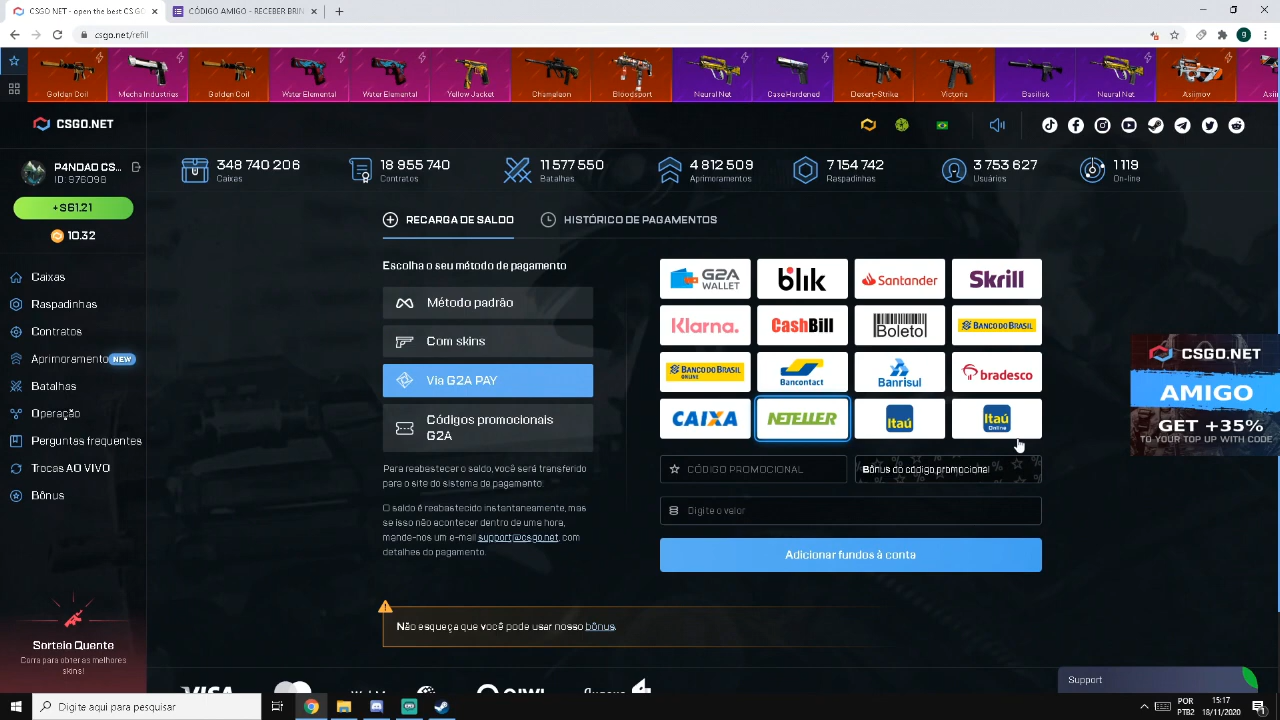 CSGO.NET - open the best CS GO
CÓDIGO AMIGO - RECEBER BRIN
csgo.net/refill
g
Golden Coil
Mecha Industries
Golden Coil
Water Elemental
Water Elemental
Yellow Jacket
Chameleon
Bloodsport
Neural Net
Case Hardened
Desert-Strike
Victoria
Basilisk
Neural Net
Asiimov
Asiim
CSGO.NET
P4NDAO CS...
ID: 976098
348 740 206
Caixas
18 955 740
Contratos
11 577 550
Batalhas
4 812 509
Aprimoramentos
7 154 742
Raspadinhas
3 753 627
Usuários
1 119
On-line
+$61.21
10.32
Caixas
Raspadinhas
Contratos
Aprimoramento NEW
Batalhas
Operação
Perguntas frequentes
Trocas AO VIVO
Bônus
Sorteio Quente
Corra para obter as melhores
skins!
RECARGA DE SALDO
HISTÓRICO DE PAGAMENTOS
Escolha o seu método de pagamento
Método padrão
Com skins
Via G2A PAY
Códigos promocionais
G2A
Para reabastecer o saldo, você será transferido
para o site do sistema de pagamento.
O saldo é reabastecido instantaneamente, mas
se isso não acontecer dentro de uma hora,
mande-nos um e-mail support@csgo.net, com
detalhes do pagamento.
G2A
WALLET
blik
Santander
Skrill
Klarna.
CashBill
Boleto
BANCO DO BRASIL
BANCO DO BRASIL
ONLINE
Bancontact
Banrisul
bradesco
CAIXA
NETELLER
Itaú
Itaú
Online
CÓDIGO PROMOCIONAL
Bônus do código promocional
Digite o valor
Adicionar fundos à conta
Não esqueça que você pode usar nosso bônus.
CSGO.NET
AMIGO
GET +35%
TO YOUR TOP UP WITH CODE
VISA
QIWI
Support
Digite aqui para pesquisar
POR
PTB2
15:17
18/11/2020
1